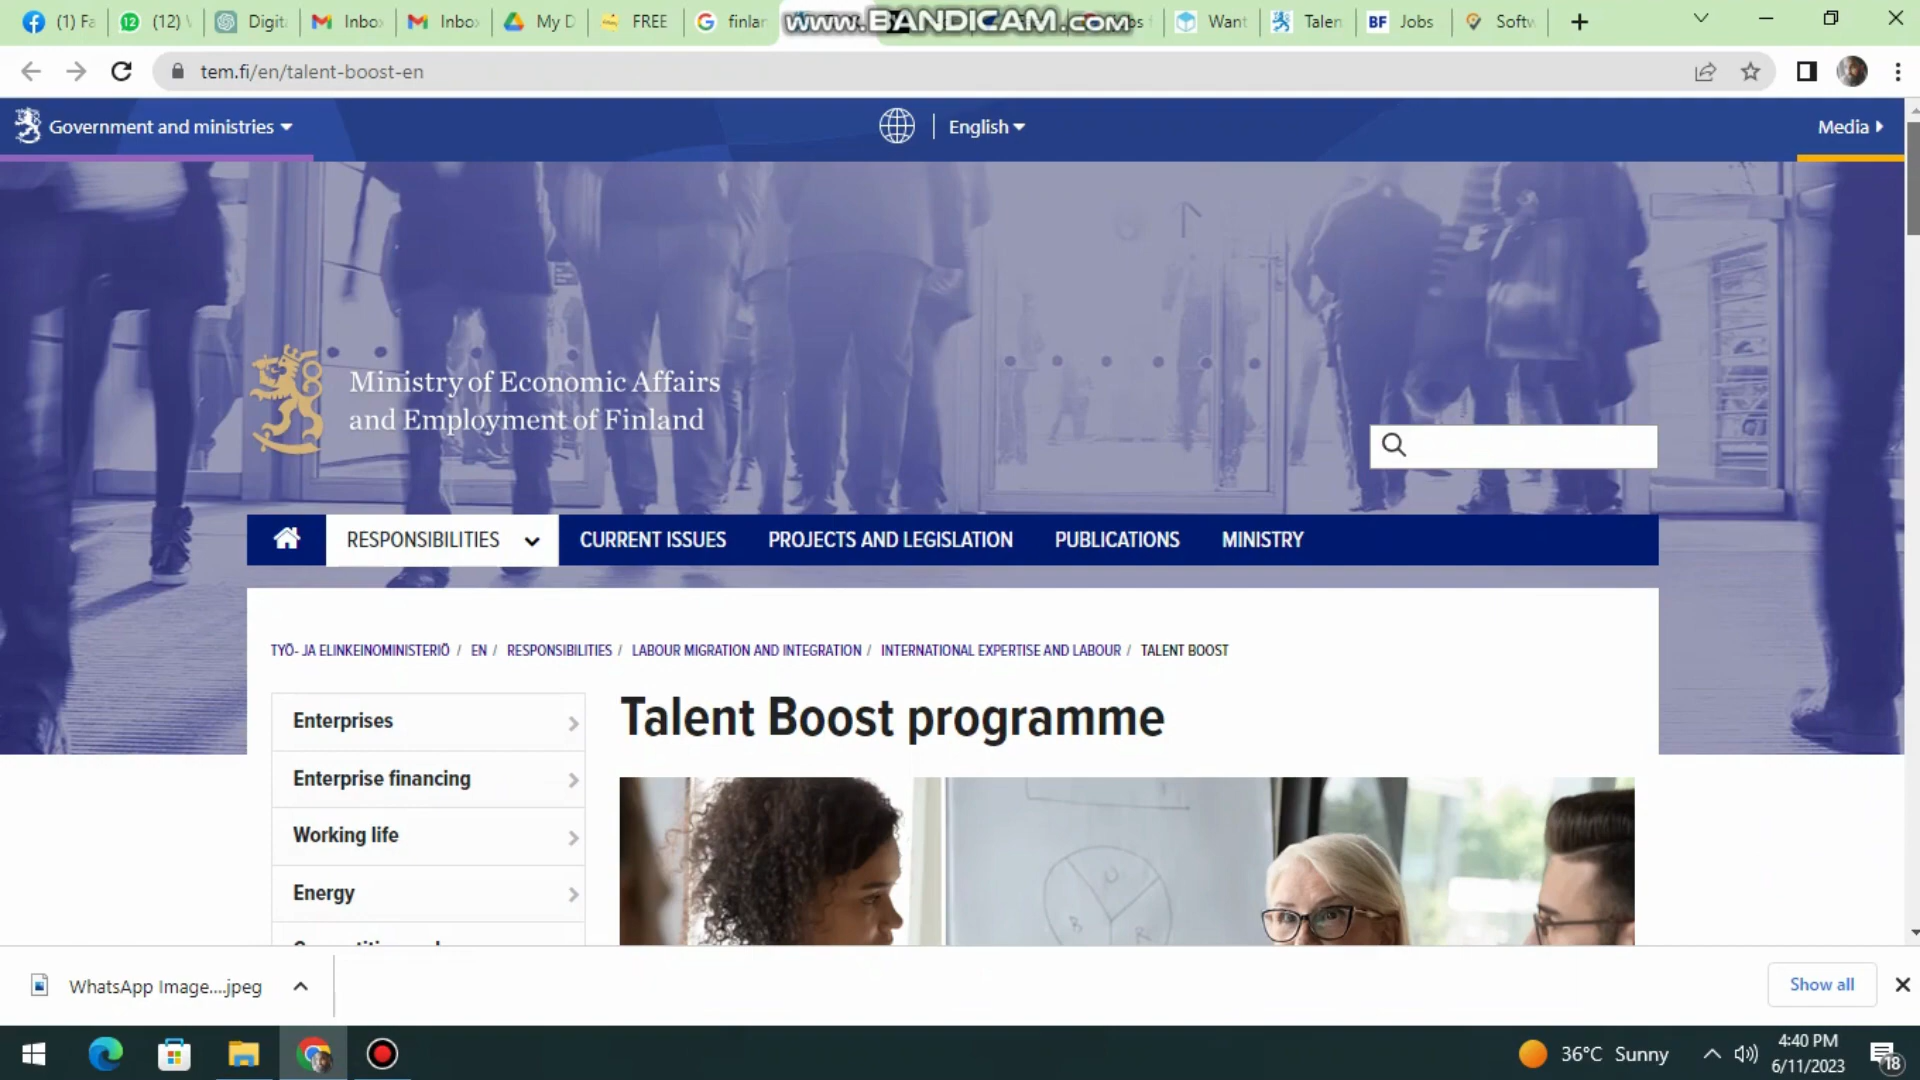 (1) Fa
(12) \
Digit
Inbo
Inbo
My D
FREE
finlar
www.BANDICAM.com
bs
Want
Talen
BF Jobs
Softw
tem.fi/en/talent-boost-en
Government and ministries
English
Media
Ministry of Economic Affairs
and Employment of Finland
RESPONSIBILITIES
CURRENT ISSUES
PROJECTS AND LEGISLATION
PUBLICATIONS
MINISTRY
TYÖ- JA ELINKEINOMINISTERIÖ / EN / RESPONSIBILITIES / LABOUR MIGRATION AND INTEGRATION / INTERNATIONAL EXPERTISE AND LABOUR / TALENT BOOST
Enterprises
Talent Boost programme
Enterprise financing
Working life
Energy
WhatsApp Image....jpeg
Show all
36°C Sunny
4:40 PM
6/11/2023
18